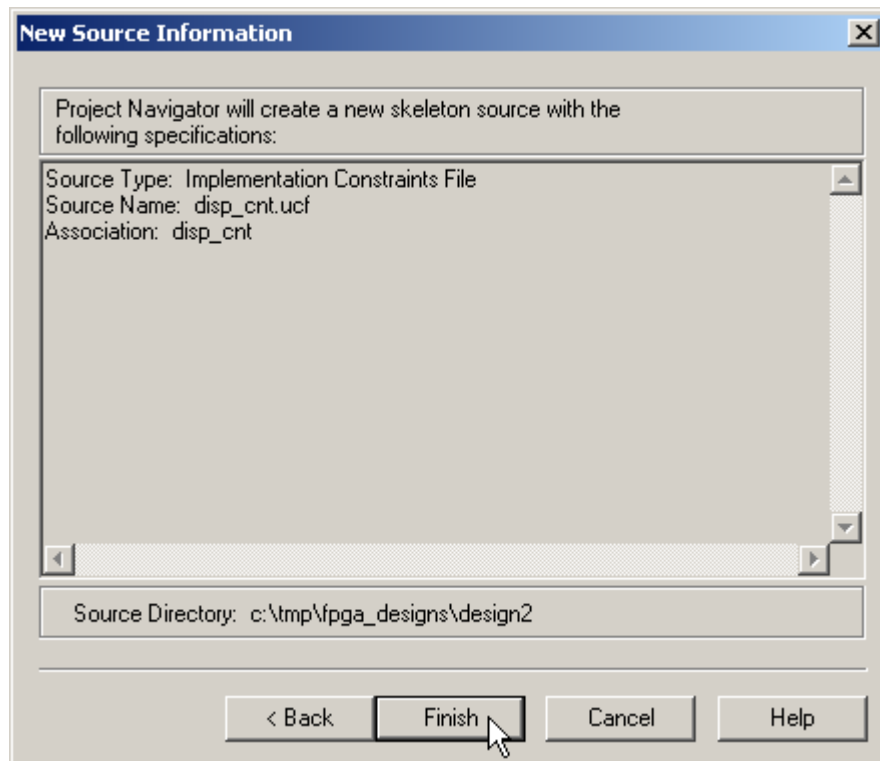 New Source Information
Project Navigator will create a new skeleton source with the
following specifications:
Source Type:  Implementation Constraints File
Source Name:  disp_cnt.ucf
Association:  disp_cnt
Source Directory:  c:\tmp\fpga_designs\design2
< Back
Finish
Cancel
Help